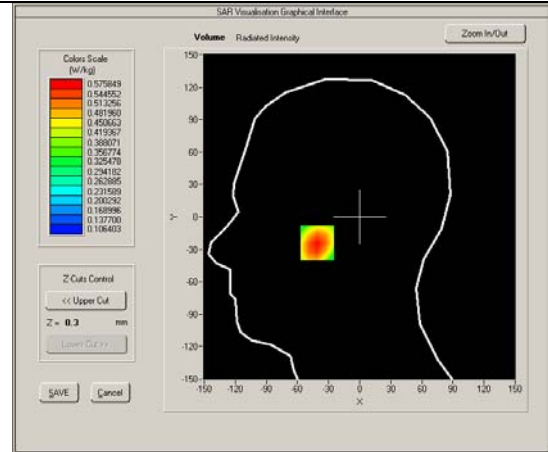 SAR Visualisation Graphical Interface
Volume Radiated Intensity
Zoom In/Out
Colors Scale
(W/kg)
0.575849
0.544552
0.513256
0.481960
0.450663
0.419367
0.388071
0.356774
0.325478
0.294182
0.262885
0.231589
0.200292
0.168996
0.137700
0.106403
Z Cuts Control
<< Upper Cut
Z = 0.3 mm
Lower Cut >>
SAVE Cancel
150
120
90
60
30
0
-30
-60
-90
-120
-150
Y
-150 -120 -90 -60 -30 0 30 60 90 120 150
X